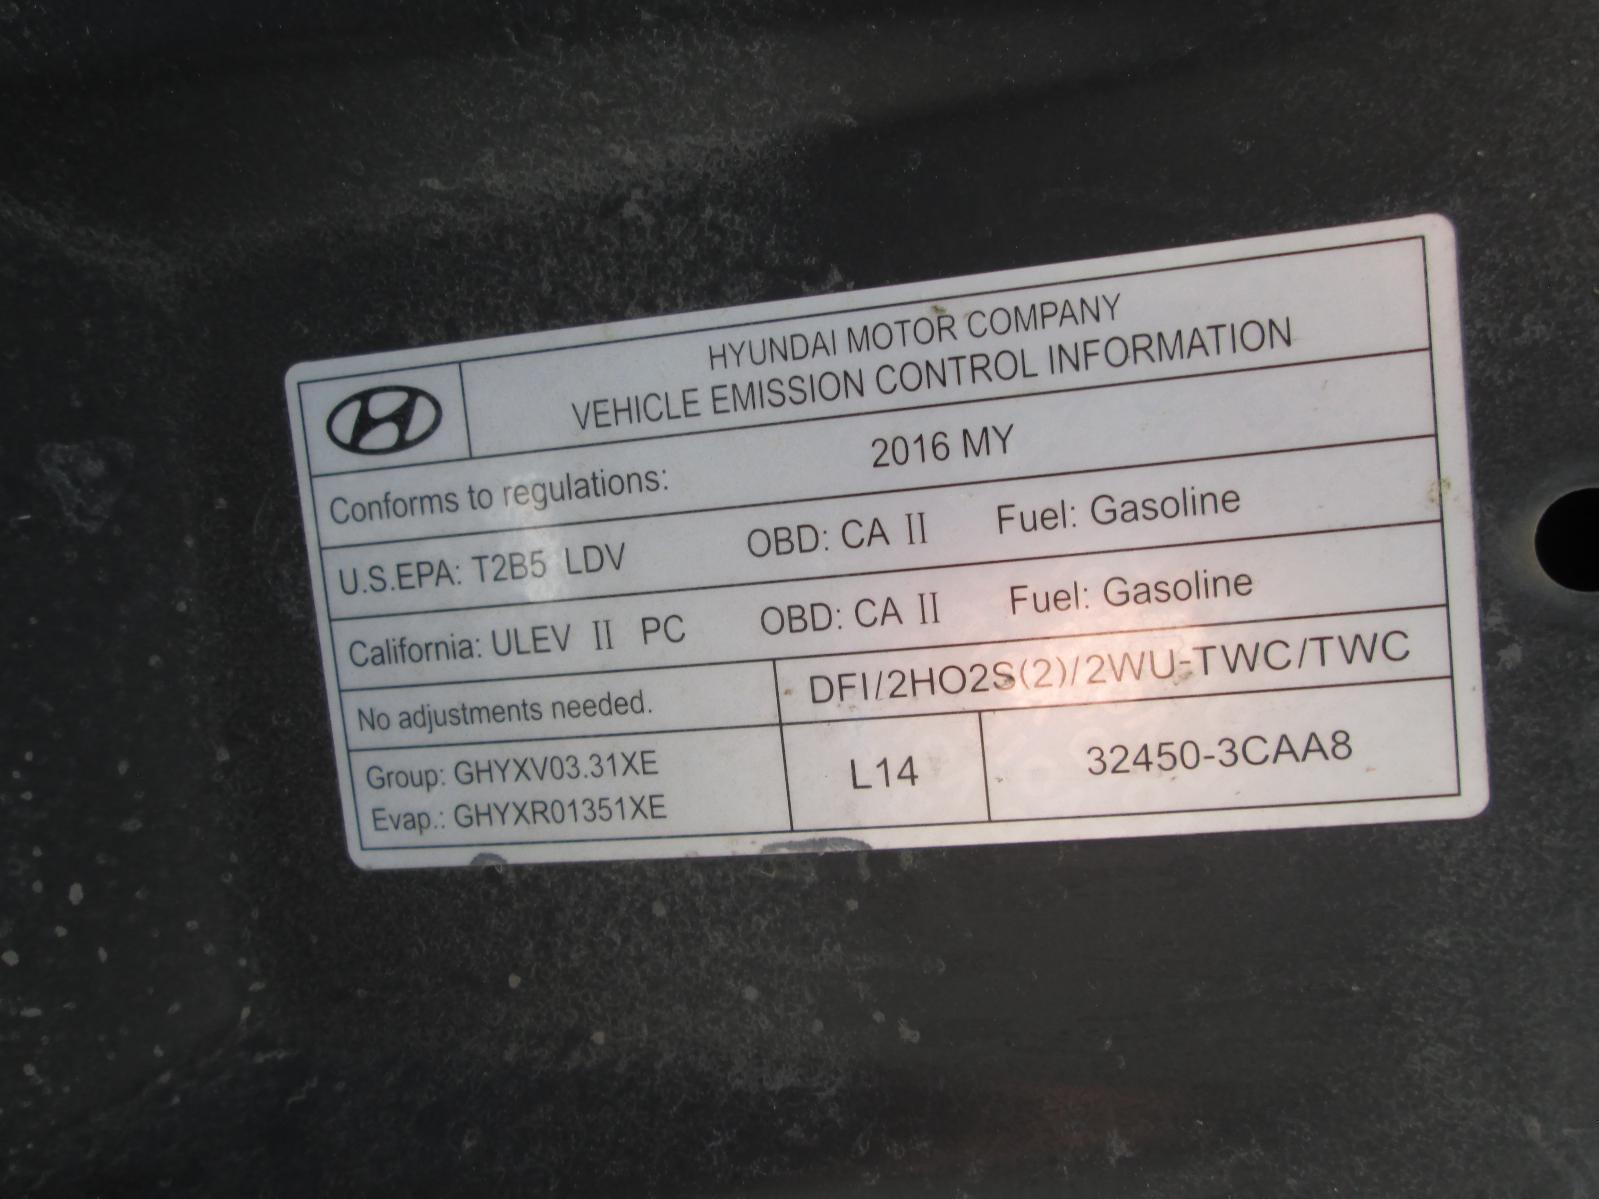 HYUNDAI MOTOR COMPANY
VEHICLE EMISSION CONTROL INFORMATION
Conforms to regulations: 2016 MY
U.S.EPA: T2B5 LDV OBD: CA II Fuel: Gasoline
California: ULEV II PC OBD: CA II Fuel: Gasoline
No adjustments needed. DFI/2HO2S(2)/2WU-TWC/TWC
Group: GHYXV03.31XE
Evap.: GHYXR01351XE
L14
32450-3CAA8